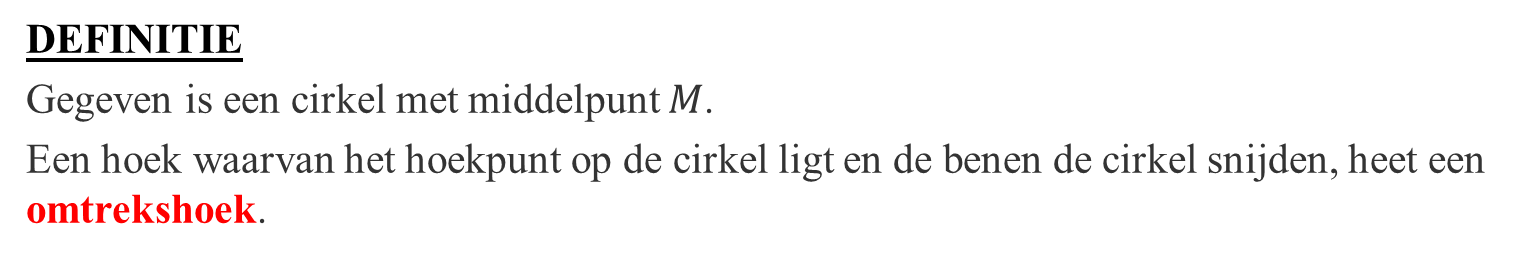 DEFINITIE
Gegeven is een cirkel met middelpunt M.
Een hoek waarvan het hoekpunt op de cirkel ligt en de benen de cirkel snijden, heet een
omtrekshoek.